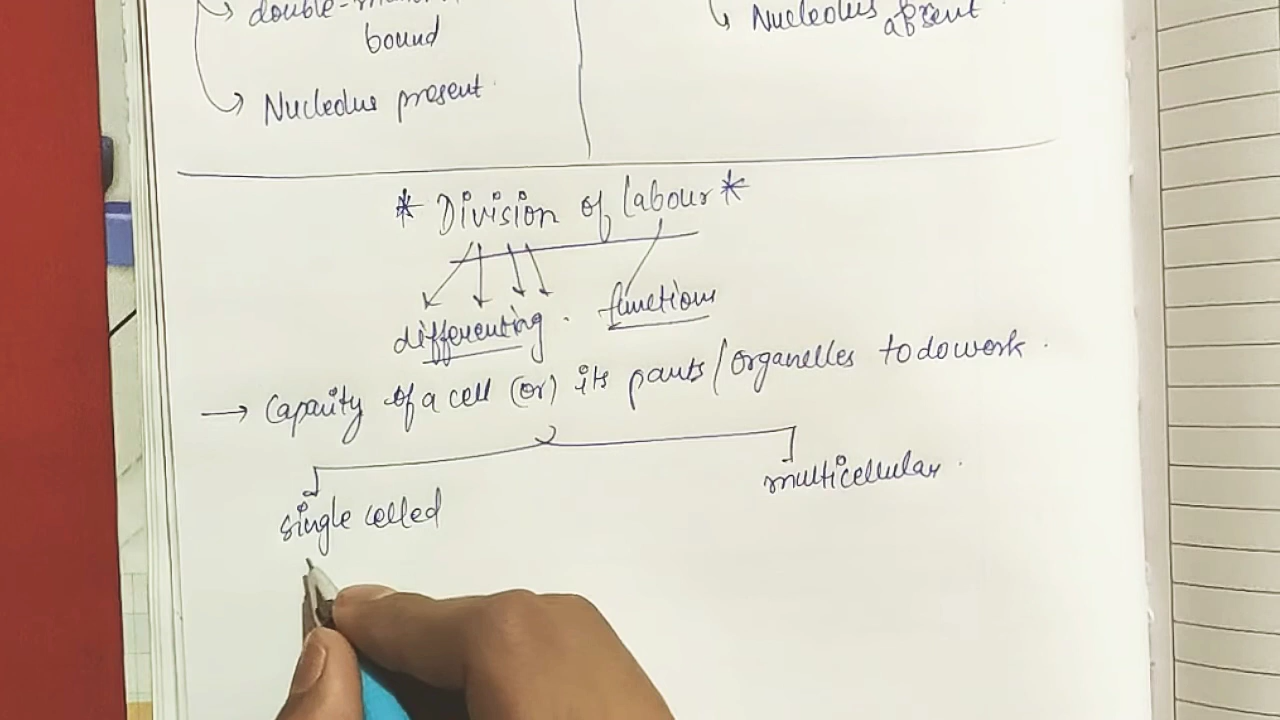 double-
bound
Nucleolus present.
Nucleolus
absent.
* Division of labour *
differenting. functions
→ Capacity of a cell (or) its parts/organelles to do work.
single celled
multicellular.